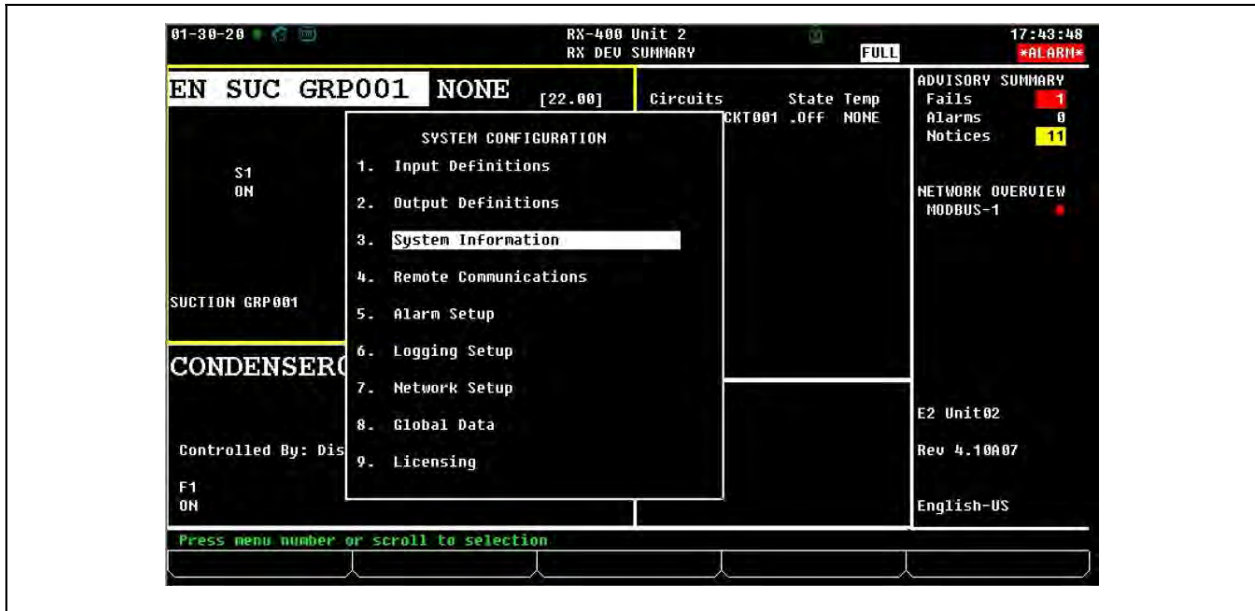 01-30-20 RX-400 Unit 2 17:43:48
RX DEV SUMMARY FULL *ALARM*
EN SUC GRP001 NONE [22.00]
Circuits State Temp
CKT001 .OFF NONE
S1
ON
SUCTION GRP001
CONDENSER
Controlled By: Dis
F1
ON
SYSTEM CONFIGURATION
1. Input Definitions
2. Output Definitions
3. System Information
4. Remote Communications
5. Alarm Setup
6. Logging Setup
7. Network Setup
8. Global Data
9. Licensing
ADVISORY SUMMARY
Fails 1
Alarms 0
Notices 11
NETWORK OVERVIEW
MODBUS-1
E2 Unit02
Rev 4.10A07
English-US
Press menu number or scroll to selection